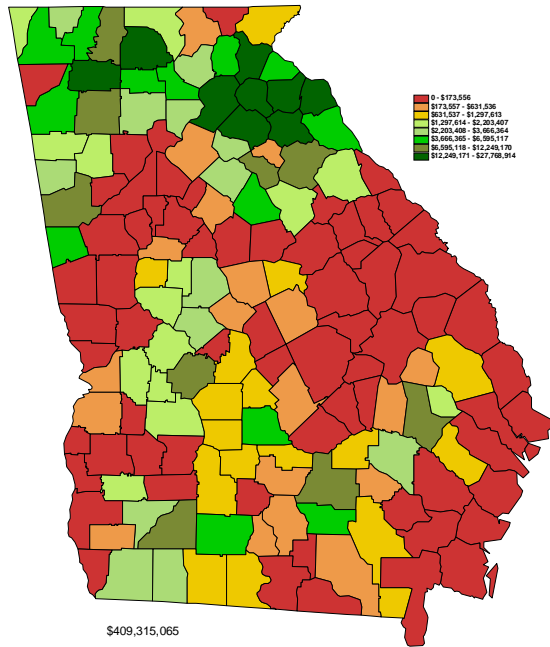 0 - $173,556
$173,557 - $631,536
$631,537 - $1,297,613
$1,297,614 - $2,203,407
$2,203,408 - $3,666,364
$3,666,365 - $6,595,117
$6,595,118 - $12,249,170
$12,249,171 - $27,768,914
$409,315,065